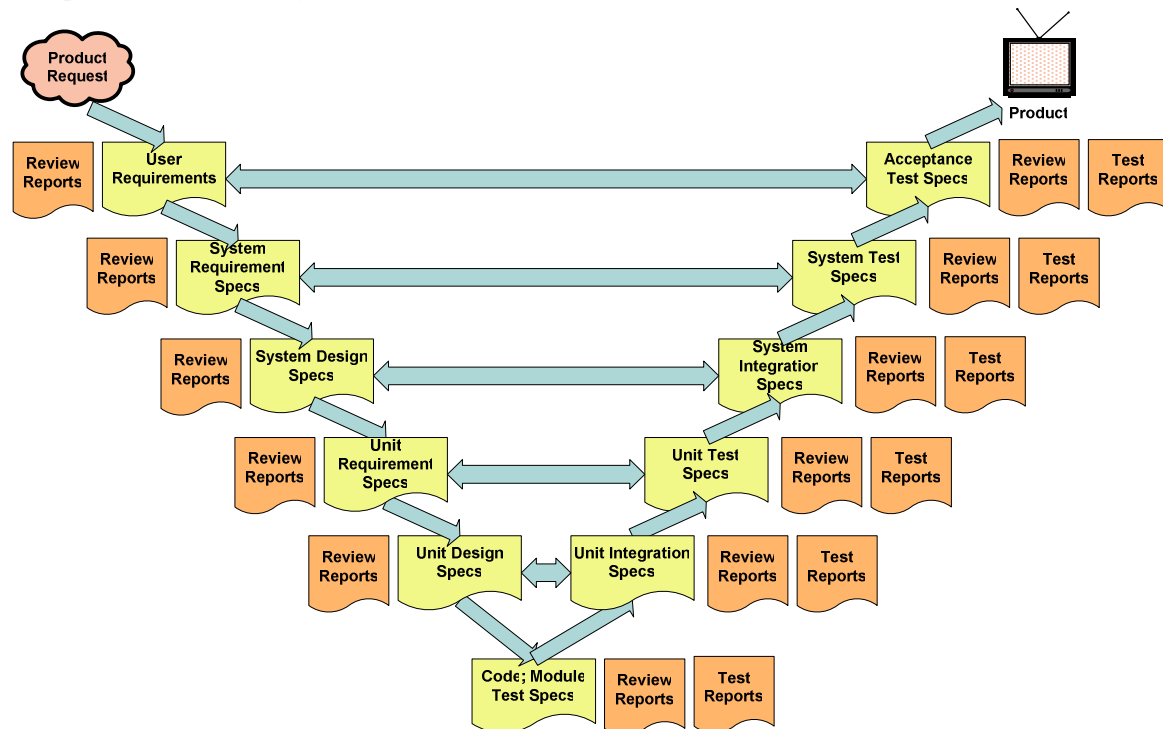 Product
Request
Product
Review
Reports
User
Requirements
Acceptance
Test Specs
Review
Reports
Test
Reports
Review
Reports
System
Requirement
Specs
System Test
Specs
Review
Reports
Test
Reports
Review
Reports
System Design
Specs
System
Integration
Specs
Review
Reports
Test
Reports
Review
Reports
Unit
Requirement
Specs
Unit Test
Specs
Review
Reports
Test
Reports
Review
Reports
Unit Design
Specs
Unit Integration
Specs
Review
Reports
Test
Reports
Code; Module
Test Specs
Review
Reports
Test
Reports